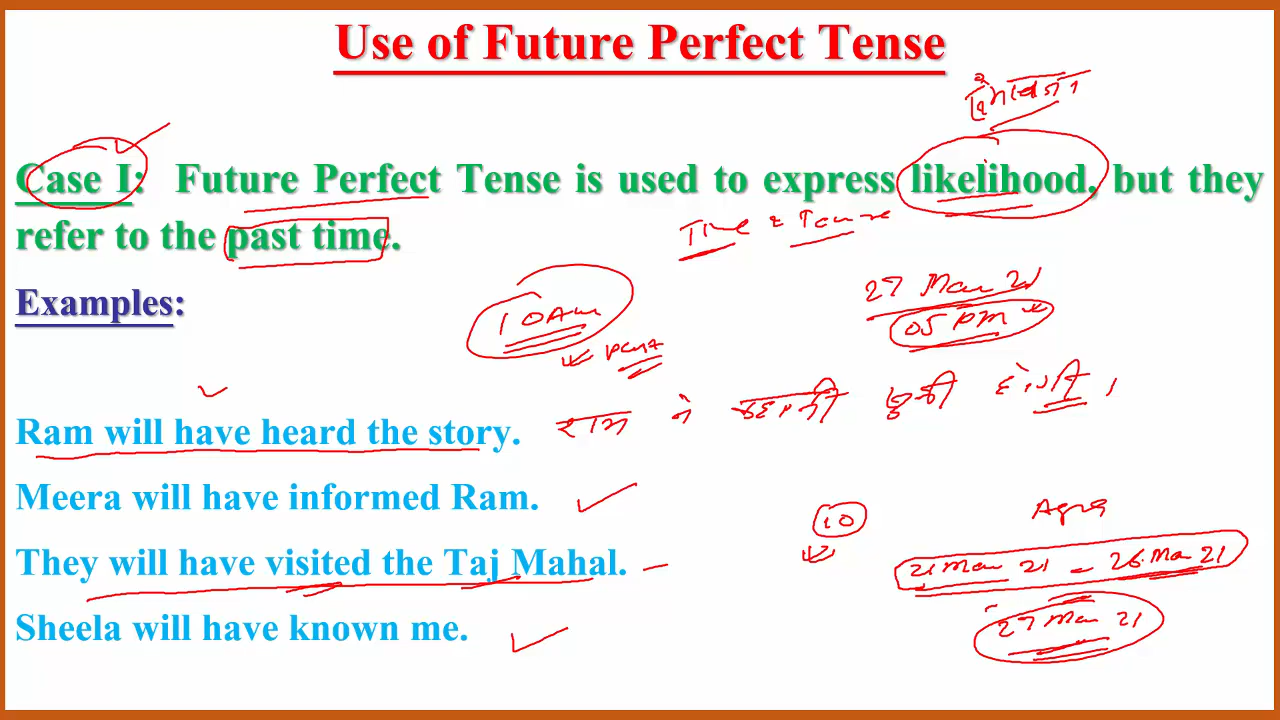 Use of Future Perfect Tense
संभावना
Case I: Future Perfect Tense is used to express likelihood, but they
refer to the past time.
Time & Tense
Examples:
27 Mar 21
10 Am
05 PM
past
Ram will have heard the story.
राम ने कहानी सुनी होगी ।
Meera will have informed Ram.
10
Agra
They will have visited the Taj Mahal.
21 Mar 21 - 26 Mar 21
Sheela will have known me.
27 Mar 21